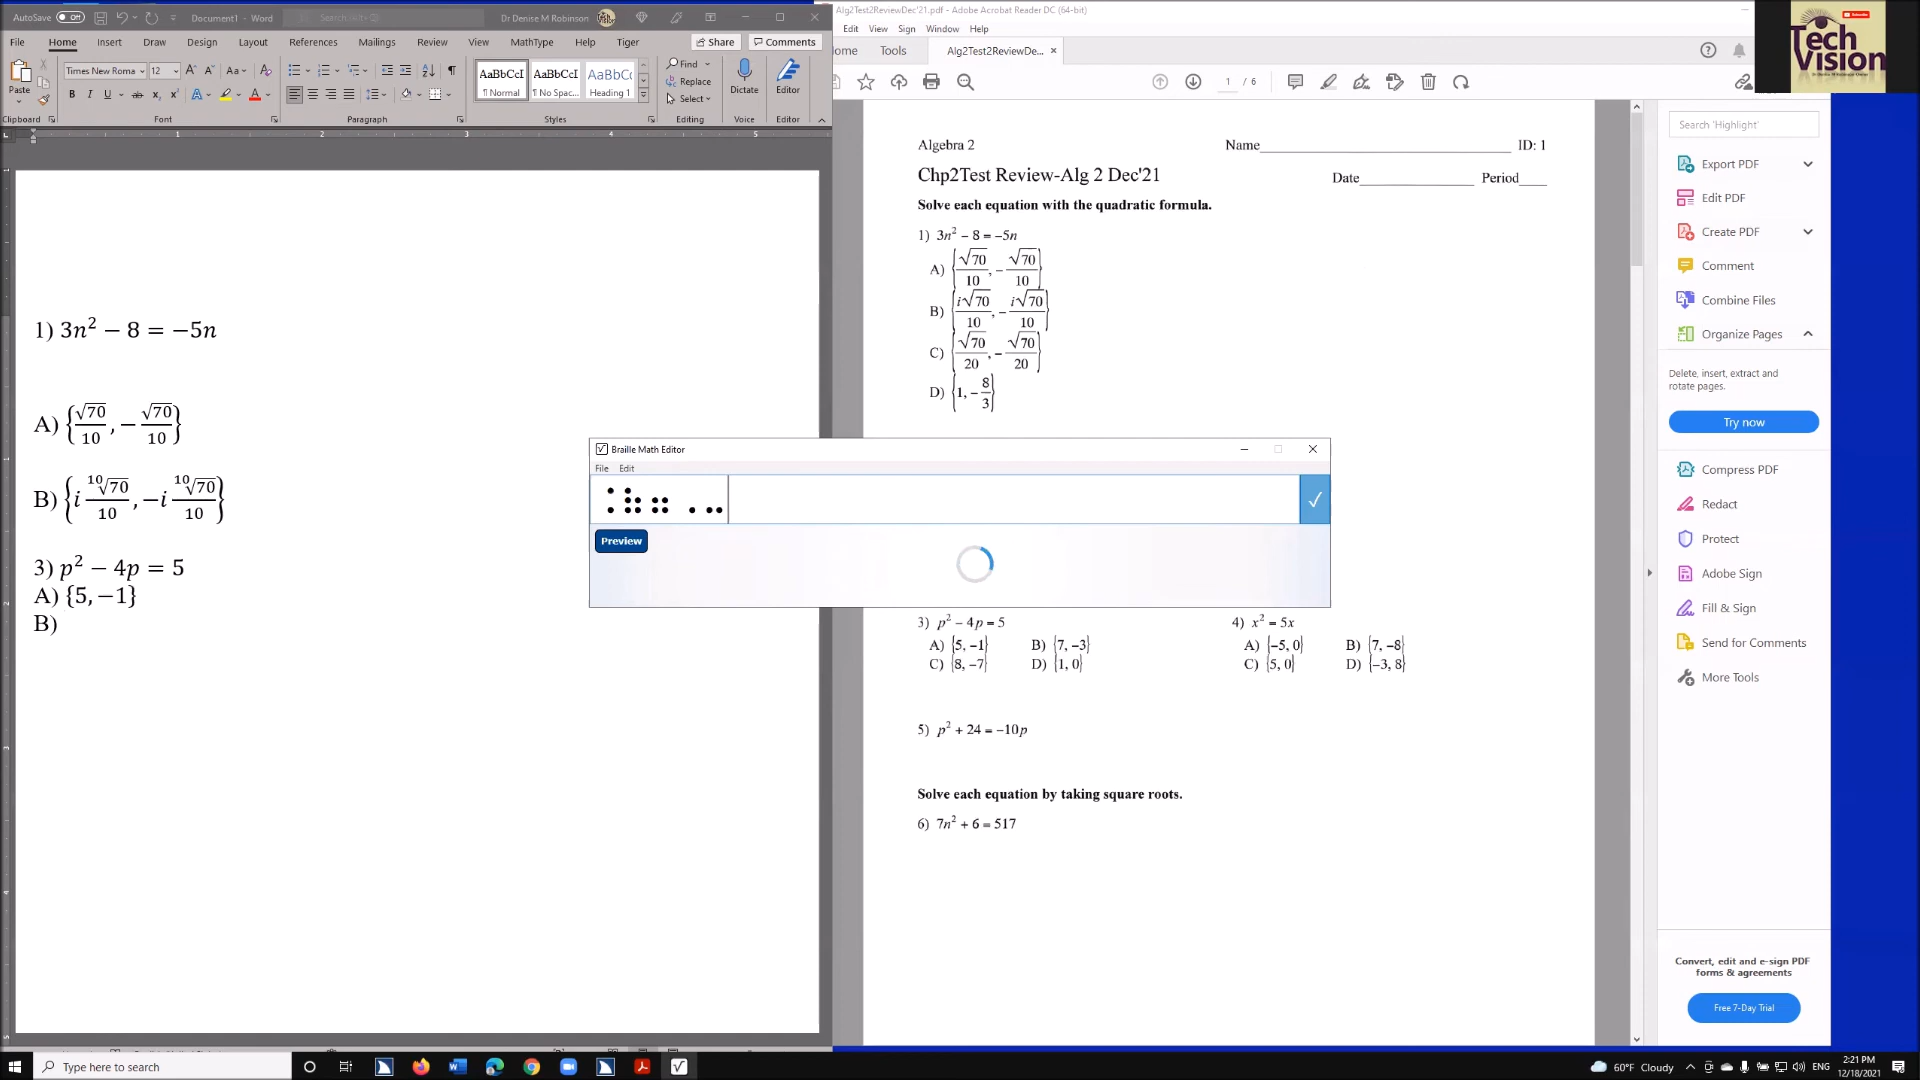 AutoSave Off Document1 - Word Search (Alt+Q) Dr Denise M Robinson
File Home Insert Draw Design Layout References Mailings Review View MathType Help Tiger Share Comments
Paste Times New Roma 12 AaBbCcI AaBbCcI AaBbCc Find Replace Select Dictate Editor
¶ Normal ¶ No Spac... Heading 1
Clipboard Font Paragraph Styles Editing Voice Editor
1) 3n² − 8 = −5n
A) {√70/10, −√70/10}
B) {i ¹⁰√70/10, −i ¹⁰√70/10}
3) p² − 4p = 5
A) {5, −1}
B)
Alg2Test2ReviewDec'21.pdf - Adobe Acrobat Reader DC (64-bit)
Edit View Sign Window Help
ome Tools Alg2Test2ReviewDe... ×
1 / 6
Algebra 2 Name ID: 1
Chp2Test Review-Alg 2 Dec'21 Date Period
Solve each equation with the quadratic formula.
1) 3n² − 8 = −5n
A) {√70/10, −√70/10}
B) {i√70/10, −i√70/10}
C) {√70/20, −√70/20}
D) {1, −8/3}
Braille Math Editor
File Edit
⠨⠷⠶⠠⠤
Preview
3) p² − 4p = 5 4) x² = 5x
A) {5, −1} B) {7, −3} A) {−5, 0} B) {7, −8}
C) {8, −7} D) {1, 0} C) {5, 0} D) {−3, 8}
5) p² + 24 = −10p
Solve each equation by taking square roots.
6) 7n² + 6 = 517
Tech
Vision
Search 'Highlight'
Export PDF
Edit PDF
Create PDF
Comment
Combine Files
Organize Pages
Delete, insert, extract and
rotate pages.
Try now
Compress PDF
Redact
Protect
Adobe Sign
Fill & Sign
Send for Comments
More Tools
Convert, edit and e-sign PDF
forms & agreements
Free 7-Day Trial
Type here to search
60°F Cloudy ENG 2:21 PM
12/18/2021